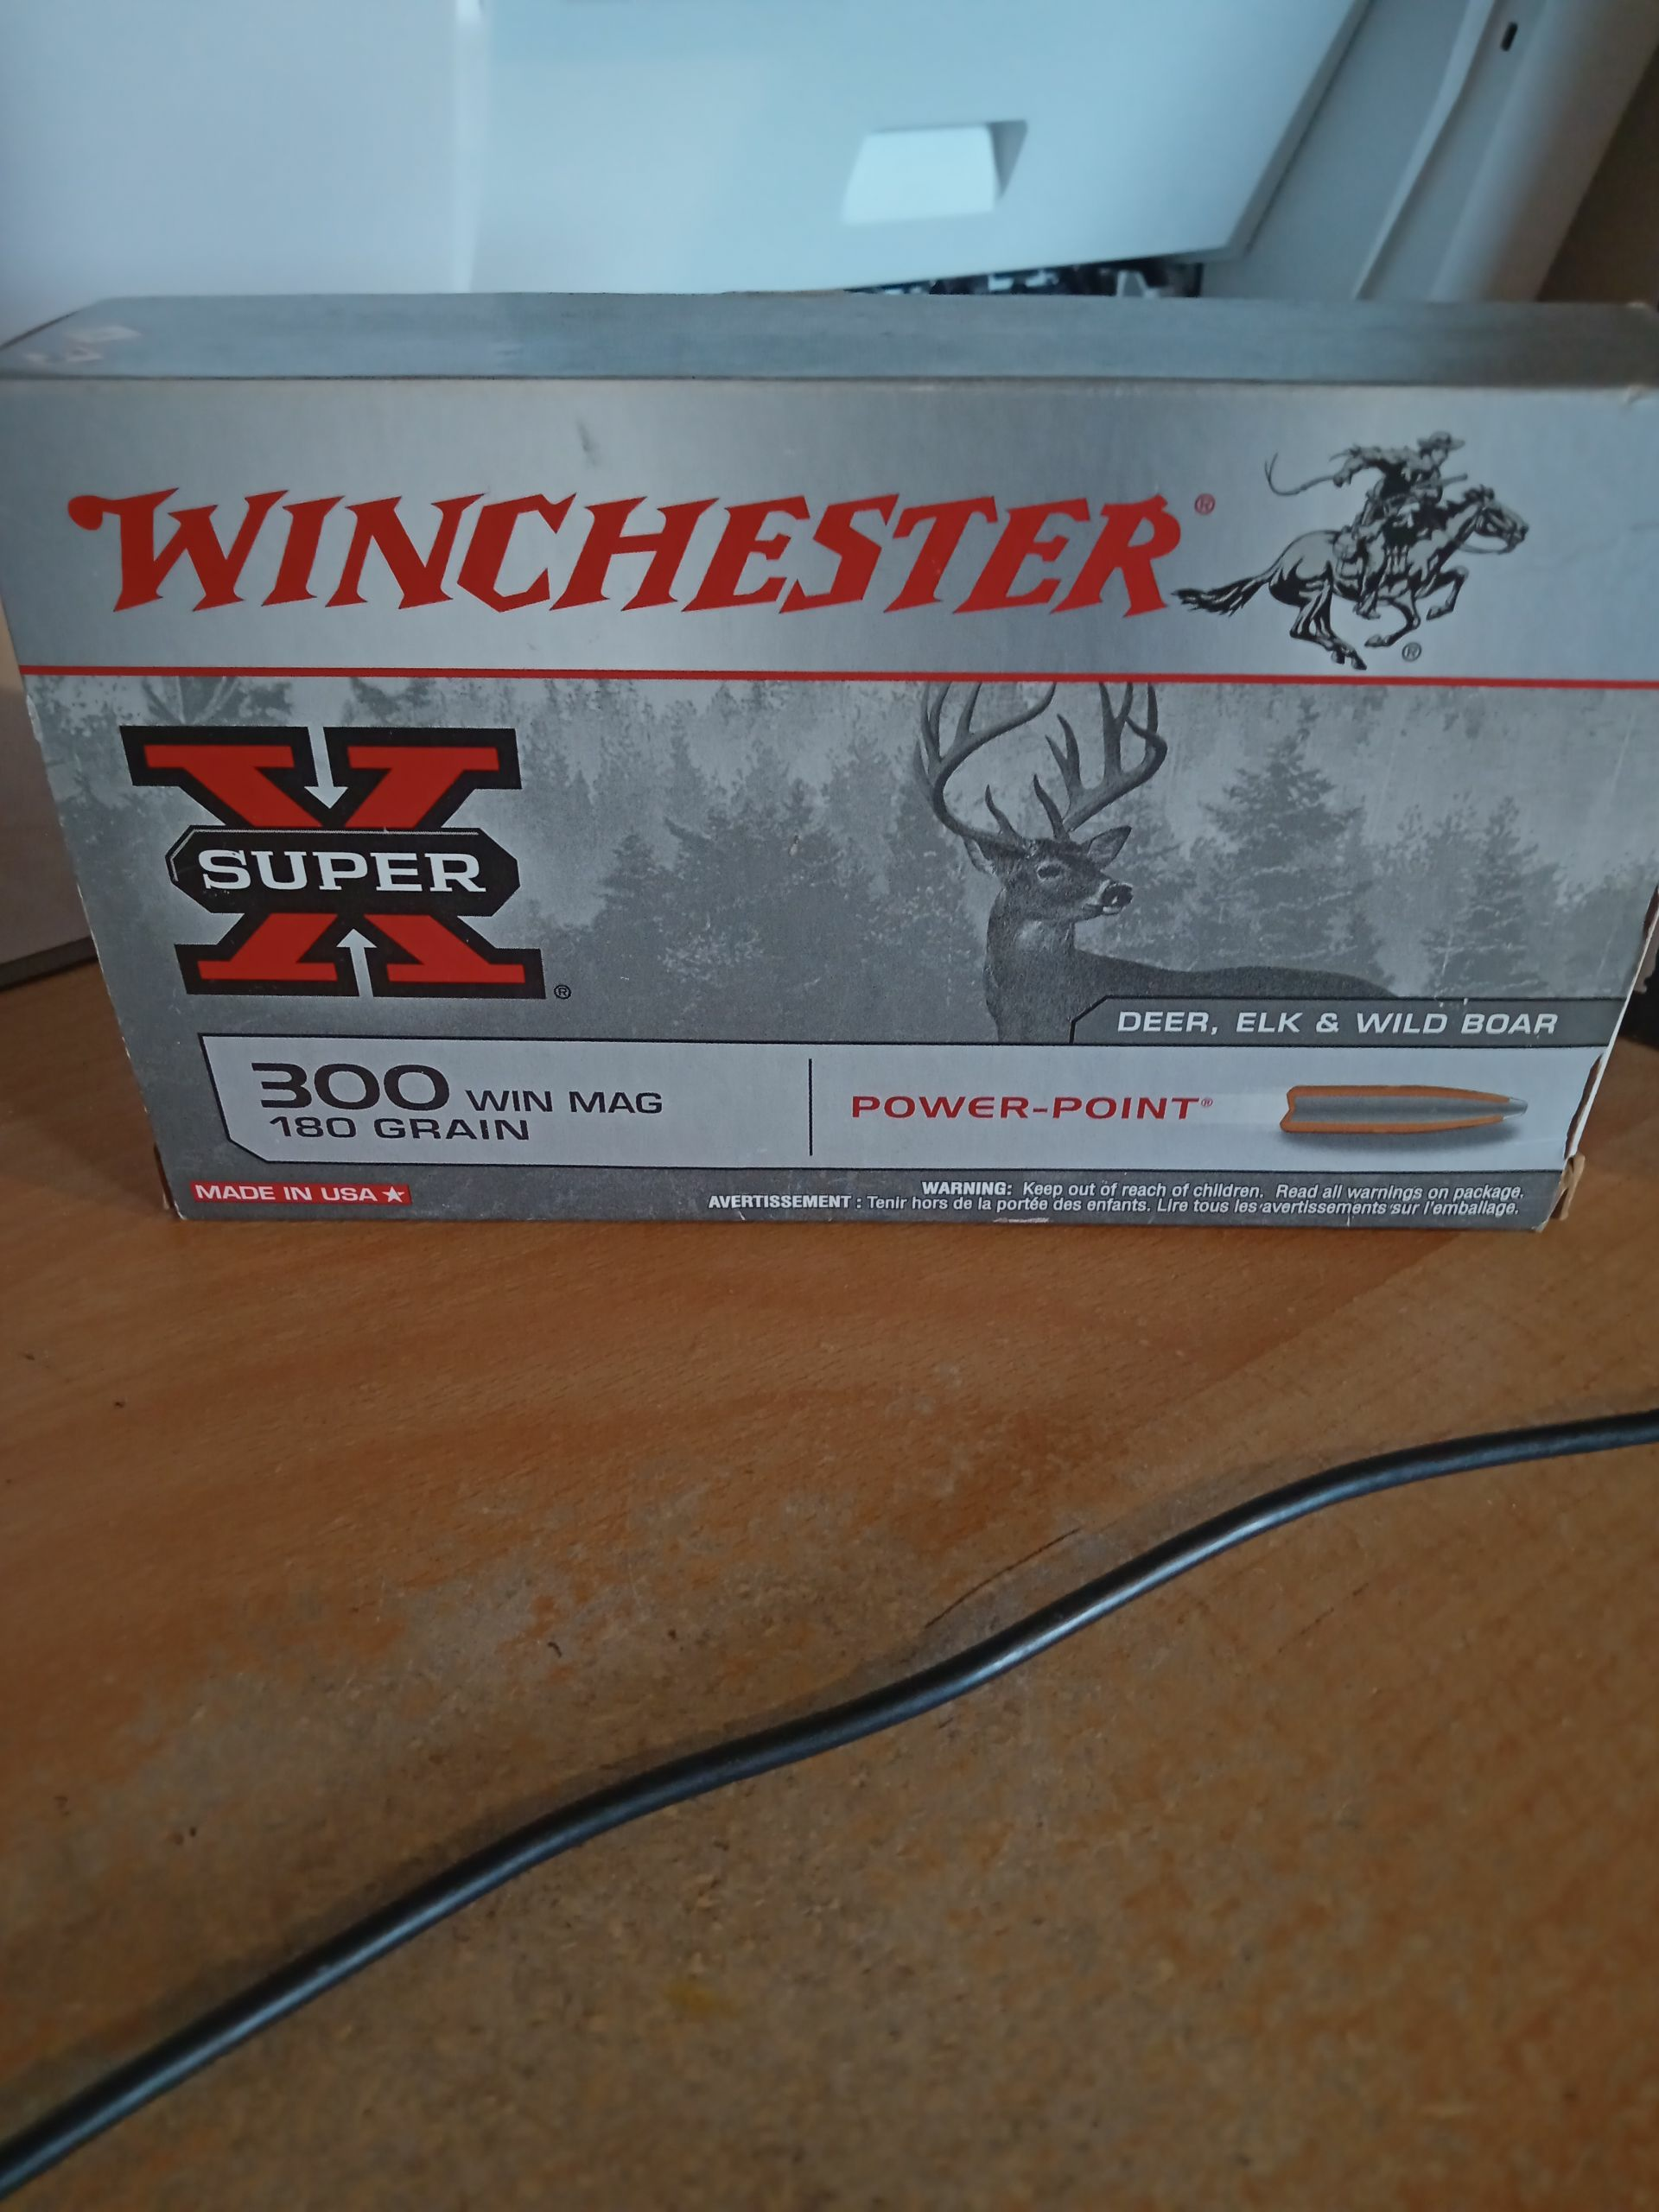 WINCHESTER®
®
SUPER X
®
DEER, ELK & WILD BOAR
300 WIN MAG
180 GRAIN
POWER-POINT®
MADE IN USA
WARNING: Keep out of reach of children. Read all warnings on package.
AVERTISSEMENT : Tenir hors de la portée des enfants. Lire tous les avertissements sur l'emballage.